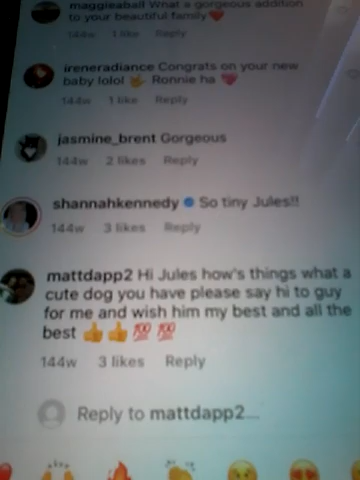 maggieaball What a gorgeous addition
to your beautiful family❤️
144w 1 like Reply
ireneradiance Congrats on your new
baby lolol 🤟 Ronnie ha 💖
144w 1 like Reply
jasmine_brent Gorgeous
144w 2 likes Reply
shannahkennedy So tiny Jules!!
144w 3 likes Reply
mattdapp2 Hi Jules how's things what a
cute dog you have please say hi to guy
for me and wish him my best and all the
best 👍👍💯💯
144w 3 likes Reply
Reply to mattdapp2...